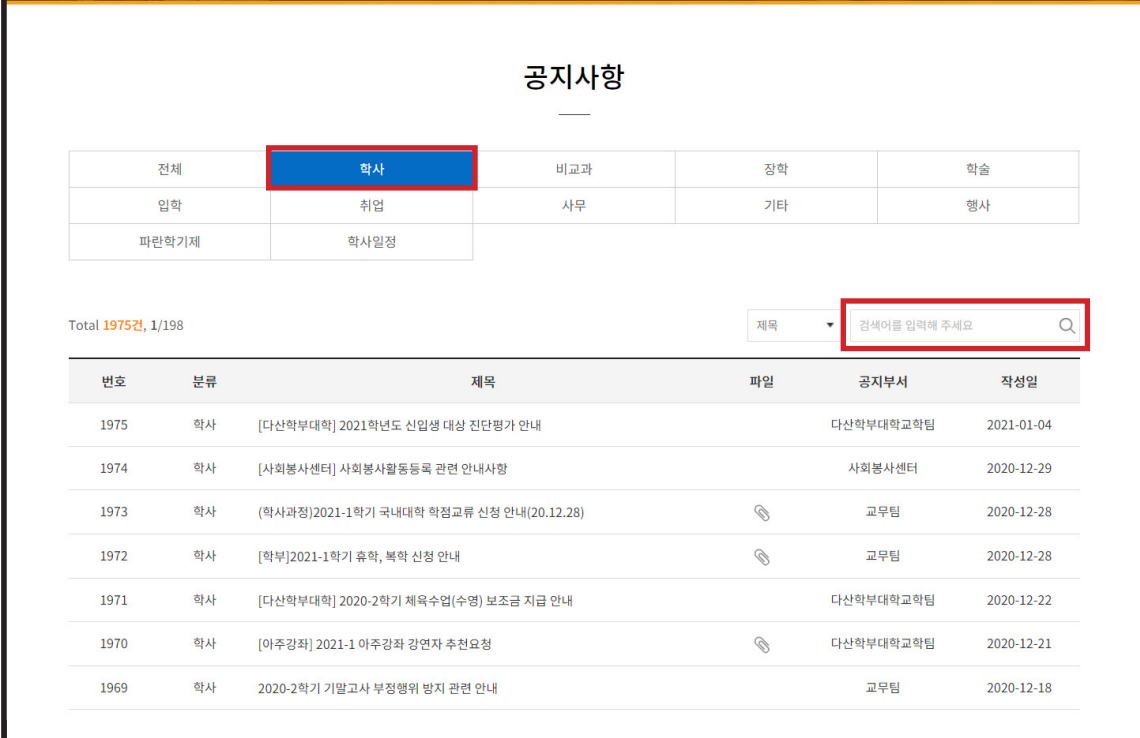 공지사항
전체 학사 비교과 장학 학술
입학 취업 사무 기타 행사
파란학기제 학사일정
Total 1975건, 1/198 제목 검색어를 입력해 주세요
번호 분류 제목 파일 공지부서 작성일
1975 학사 [다산학부대학] 2021학년도 신입생 대상 진단평가 안내 다산학부대학교학팀 2021-01-04
1974 학사 [사회봉사센터] 사회봉사활동등록 관련 안내사항 사회봉사센터 2020-12-29
1973 학사 (학사과정)2021-1학기 국내대학 학점교류 신청 안내(20.12.28) 교무팀 2020-12-28
1972 학사 [학부]2021-1학기 휴학, 복학 신청 안내 교무팀 2020-12-28
1971 학사 [다산학부대학] 2020-2학기 체육수업(수영) 보조금 지급 안내 다산학부대학교학팀 2020-12-22
1970 학사 [아주강좌] 2021-1 아주강좌 강연자 추천요청 다산학부대학교학팀 2020-12-21
1969 학사 2020-2학기 기말고사 부정행위 방지 관련 안내 교무팀 2020-12-18